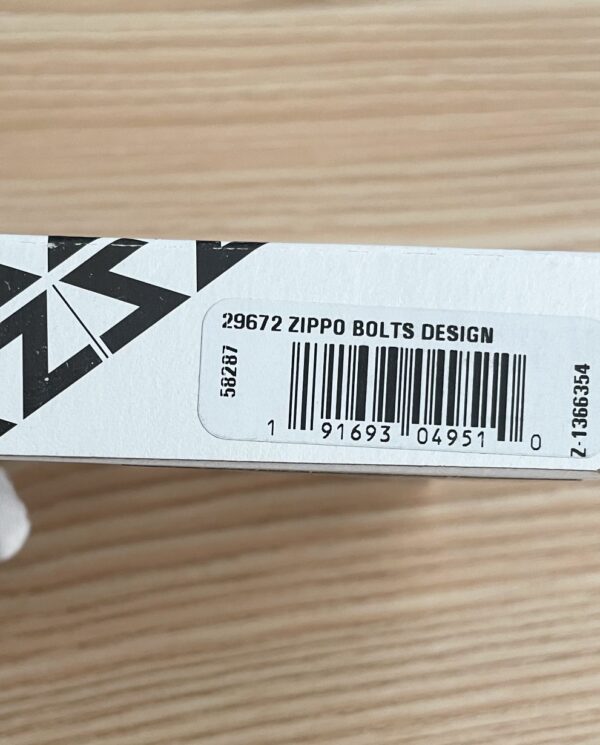 29672 ZIPPO BOLTS DESIGN
58287
1 91693 04951 0
Z-1366354